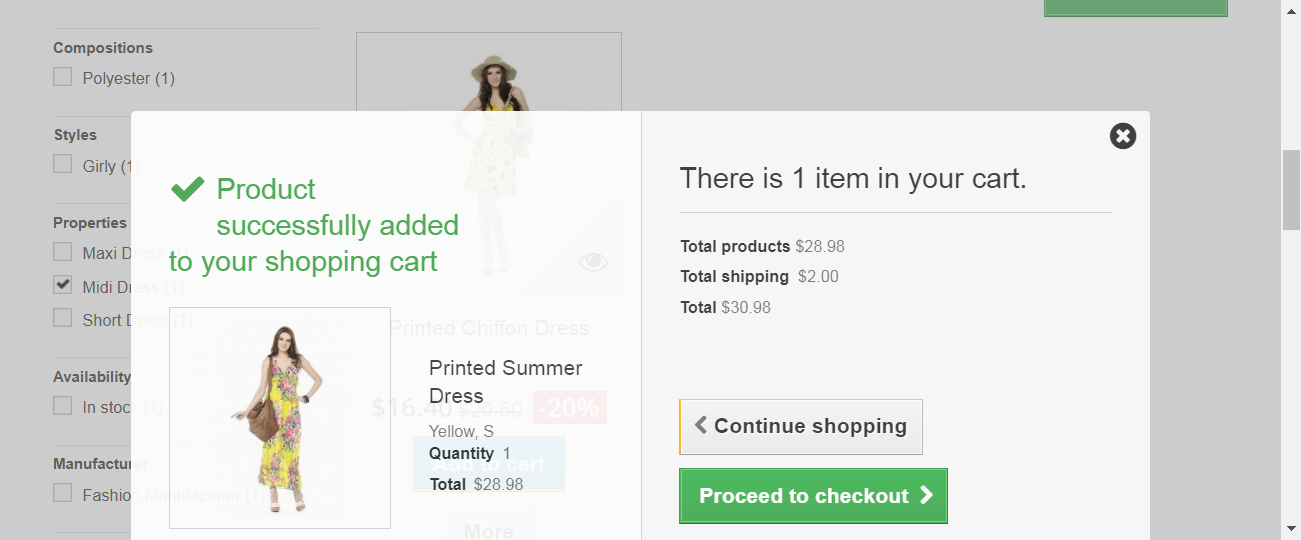 Compositions
Polyester (1)
Styles
Girly (1)
Properties
Maxi Dress (1)
Midi Dress (1)
Short Dress (1)
Availability
In stock (1)
Manufacturer
Fashion Manufacturer (1)
Product
successfully added
to your shopping cart
Printed Chiffon Dress
$16.40 $20.50 -20%
Add to cart
More
Printed Summer
Dress
Yellow, S
Quantity 1
Total $28.98
There is 1 item in your cart.
Total products $28.98
Total shipping $2.00
Total $30.98
Continue shopping
Proceed to checkout